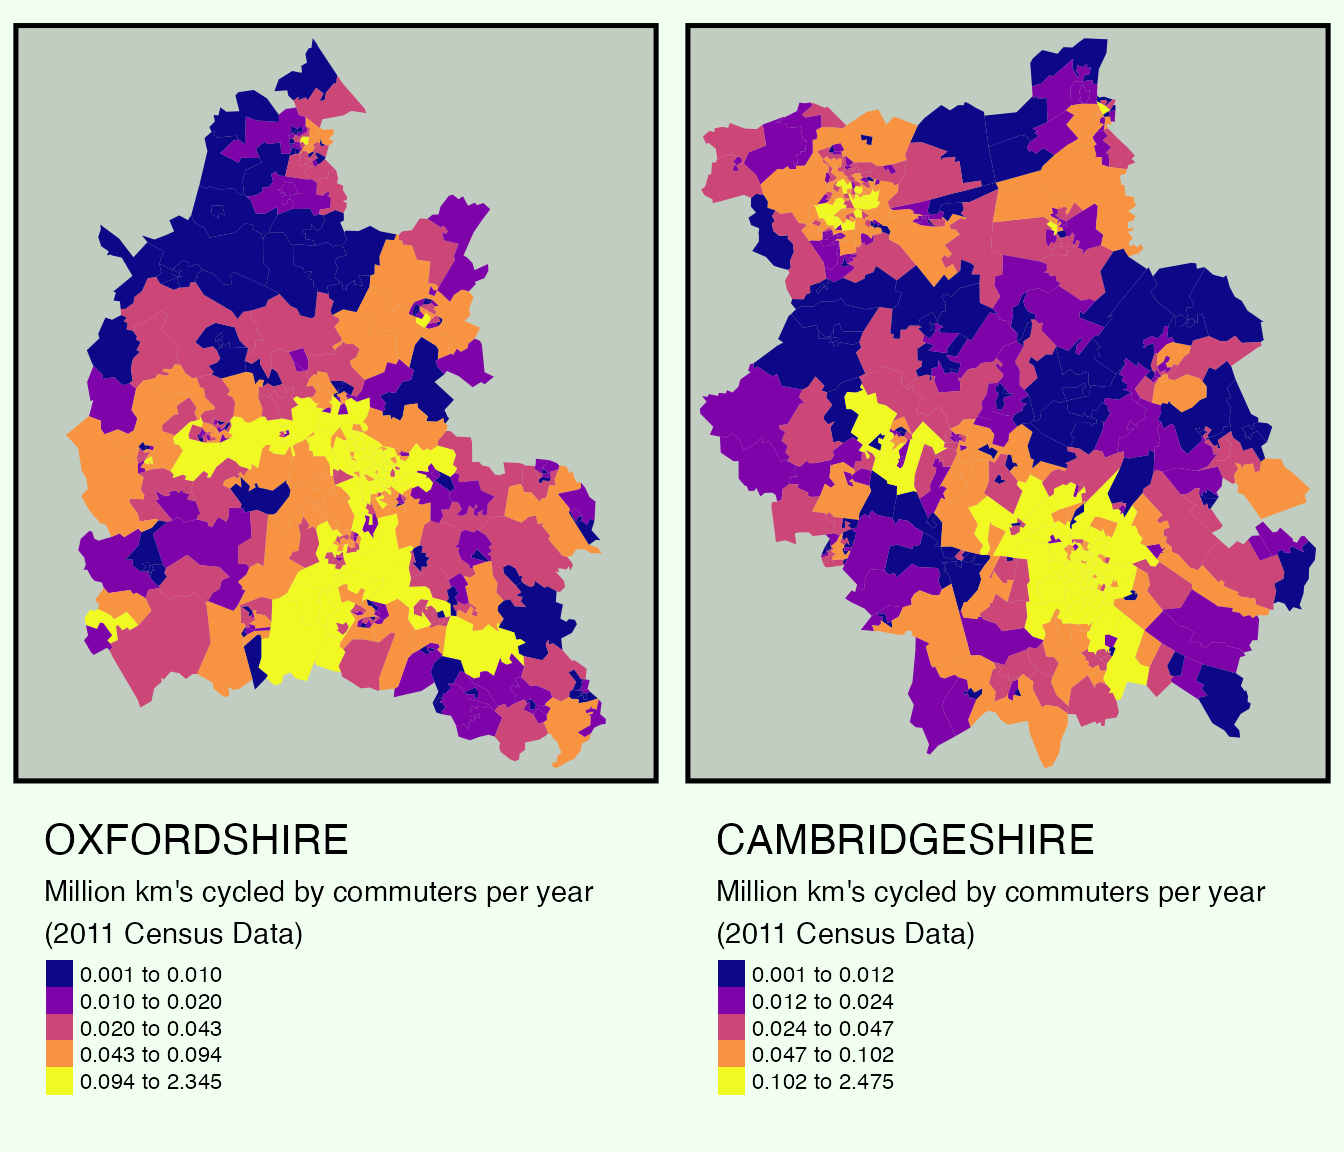 OXFORDSHIRE
Million km's cycled by commuters per year
(2011 Census Data)
0.001 to 0.010
0.010 to 0.020
0.020 to 0.043
0.043 to 0.094
0.094 to 2.345
CAMBRIDGESHIRE
Million km's cycled by commuters per year
(2011 Census Data)
0.001 to 0.012
0.012 to 0.024
0.024 to 0.047
0.047 to 0.102
0.102 to 2.475